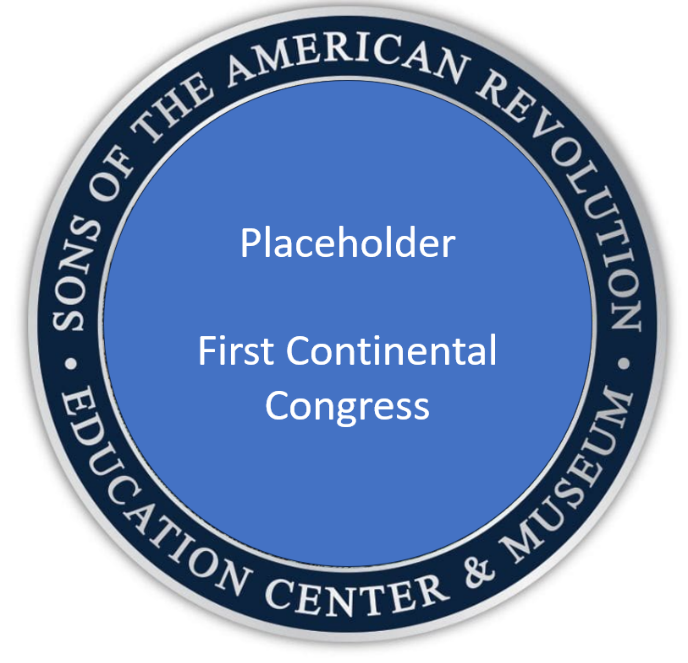 SONS OF THE AMERICAN REVOLUTION
Placeholder
First Continental
Congress
• EDUCATION CENTER & MUSEUM •